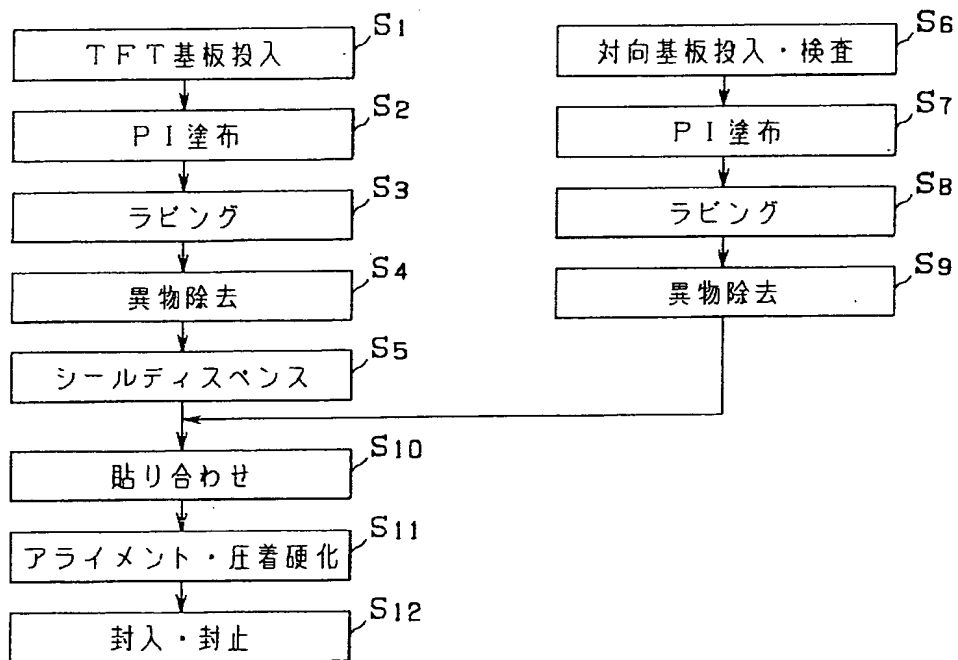 S1
TFT基板投入
S2
PI塗布
S3
ラビング
S4
異物除去
S5
シールディスペンス
S6
対向基板投入・検査
S7
PI塗布
S8
ラビング
S9
異物除去
S10
貼り合わせ
S11
アライメント・圧着硬化
S12
封入・封止